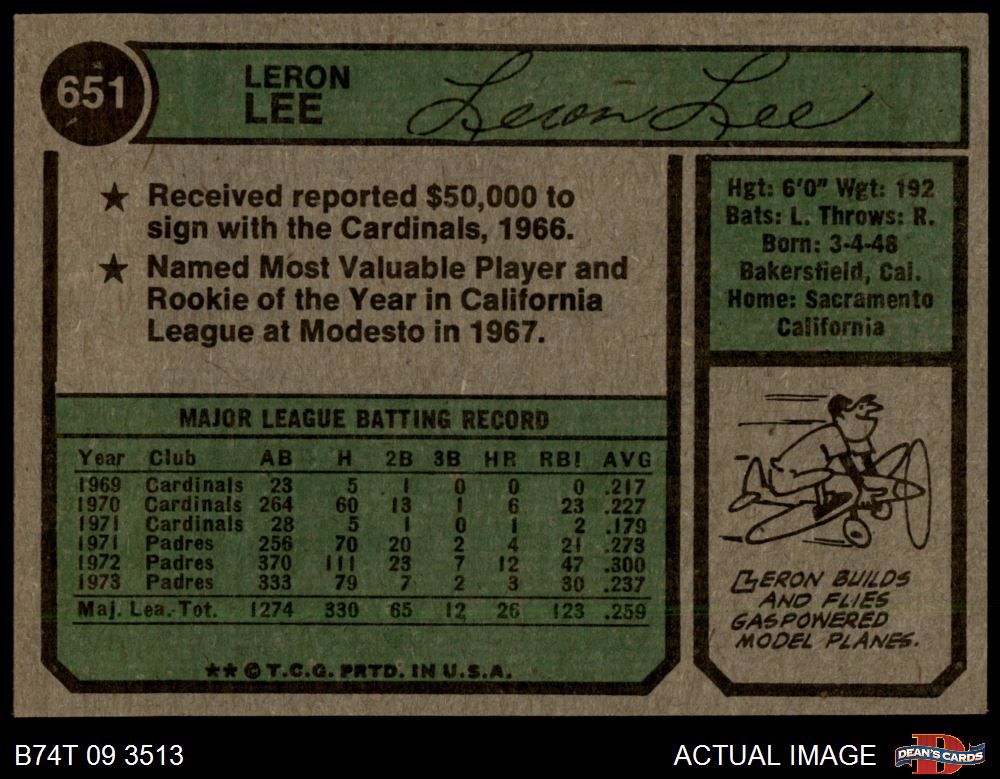 651
LERON
LEE
Leron Lee
★ Received reported $50,000 to
sign with the Cardinals, 1966.
★ Named Most Valuable Player and
Rookie of the Year in California
League at Modesto in 1967.
Hgt: 6'0" Wgt: 192
Bats: L. Throws: R.
Born: 3-4-48
Bakersfield, Cal.
Home: Sacramento
California
MAJOR LEAGUE BATTING RECORD
Year Club AB H 2B 3B HR RBI AVG
1969 Cardinals 23 5 1 0 0 0 .217
1970 Cardinals 264 60 13 1 6 23 .227
1971 Cardinals 28 5 1 0 1 2 .179
1971 Padres 256 70 20 2 4 21 .273
1972 Padres 370 111 23 7 12 47 .300
1973 Padres 333 79 7 2 3 30 .237
Maj. Lea. Tot. 1274 330 65 12 26 123 .259
** © T.C.G. PRTD. IN U.S.A.
LERON BUILDS
AND FLIES
GASPOWERED
MODEL PLANES.
B74T 09 3513
ACTUAL IMAGE
DEAN'S CARDS